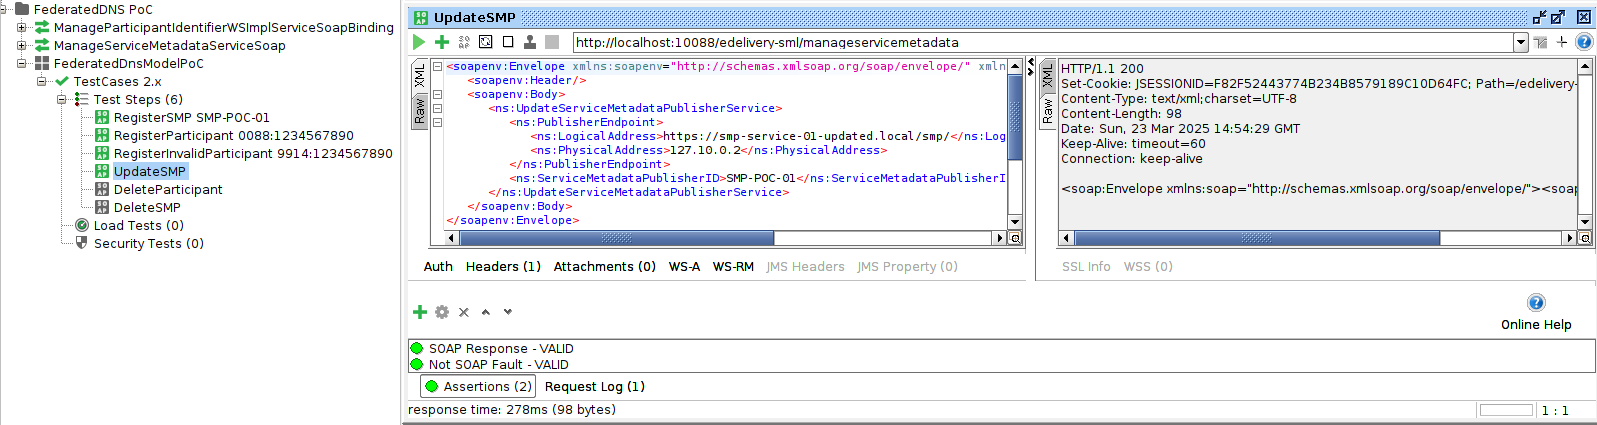 FederatedDNS PoC
ManageParticipantIdentifierWSImplServiceSoapBinding
ManageServiceMetadataServiceSoap
FederatedDnsModelPoC
TestCases 2.x
Test Steps (6)
RegisterSMP SMP-POC-01
RegisterParticipant 0088:1234567890
RegisterInvalidParticipant 9914:1234567890
UpdateSMP
DeleteParticipant
DeleteSMP
Load Tests (0)
Security Tests (0)
UpdateSMP
http://localhost:10088/edelivery-sml/manageservicemetadata
XML
Raw
<soapenv:Envelope xmlns:soapenv="http://schemas.xmlsoap.org/soap/envelope/" xmln
<soapenv:Header/>
<soapenv:Body>
<ns:UpdateServiceMetadataPublisherService>
<ns:PublisherEndpoint>
<ns:LogicalAddress>https://smp-service-01-updated.local/smp/</ns:Log
<ns:PhysicalAddress>127.10.0.2</ns:PhysicalAddress>
</ns:PublisherEndpoint>
<ns:ServiceMetadataPublisherID>SMP-POC-01</ns:ServiceMetadataPublisherI
</ns:UpdateServiceMetadataPublisherService>
</soapenv:Body>
</soapenv:Envelope>
XML
Raw
HTTP/1.1 200
Set-Cookie: JSESSIONID=F82F52443774B234B8579189C10D64FC; Path=/edelivery-
Content-Type: text/xml;charset=UTF-8
Content-Length: 98
Date: Sun, 23 Mar 2025 14:54:29 GMT
Keep-Alive: timeout=60
Connection: keep-alive
<soap:Envelope xmlns:soap="http://schemas.xmlsoap.org/soap/envelope/"><soap
Auth Headers (1) Attachments (0) WS-A WS-RM JMS Headers JMS Property (0)
SSL Info WSS (0)
Online Help
SOAP Response - VALID
Not SOAP Fault - VALID
Assertions (2) Request Log (1)
response time: 278ms (98 bytes)
1 : 1